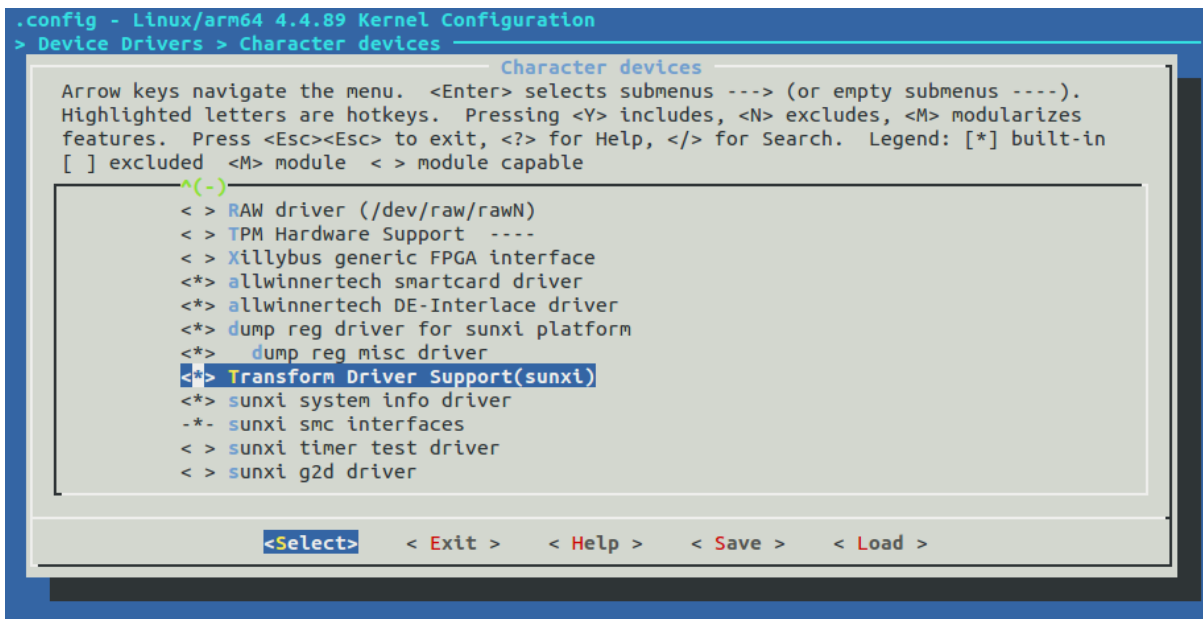 .config - Linux/arm64 4.4.89 Kernel Configuration
> Device Drivers > Character devices
Character devices
Arrow keys navigate the menu.  <Enter> selects submenus ---> (or empty submenus ----).
Highlighted letters are hotkeys.  Pressing <Y> includes, <N> excludes, <M> modularizes
features.  Press <Esc><Esc> to exit, <?> for Help, </> for Search.  Legend: [*] built-in
[ ] excluded  <M> module  < > module capable
^(-)
< > RAW driver (/dev/raw/rawN)
< > TPM Hardware Support  ----
< > Xillybus generic FPGA interface
<*> allwinnertech smartcard driver
<*> allwinnertech DE-Interlace driver
<*> dump reg driver for sunxi platform
<*>   dump reg misc driver
<*> Transform Driver Support(sunxi)
<*> sunxi system info driver
-*- sunxi smc interfaces
< > sunxi timer test driver
< > sunxi g2d driver
<Select>    < Exit >    < Help >    < Save >    < Load >